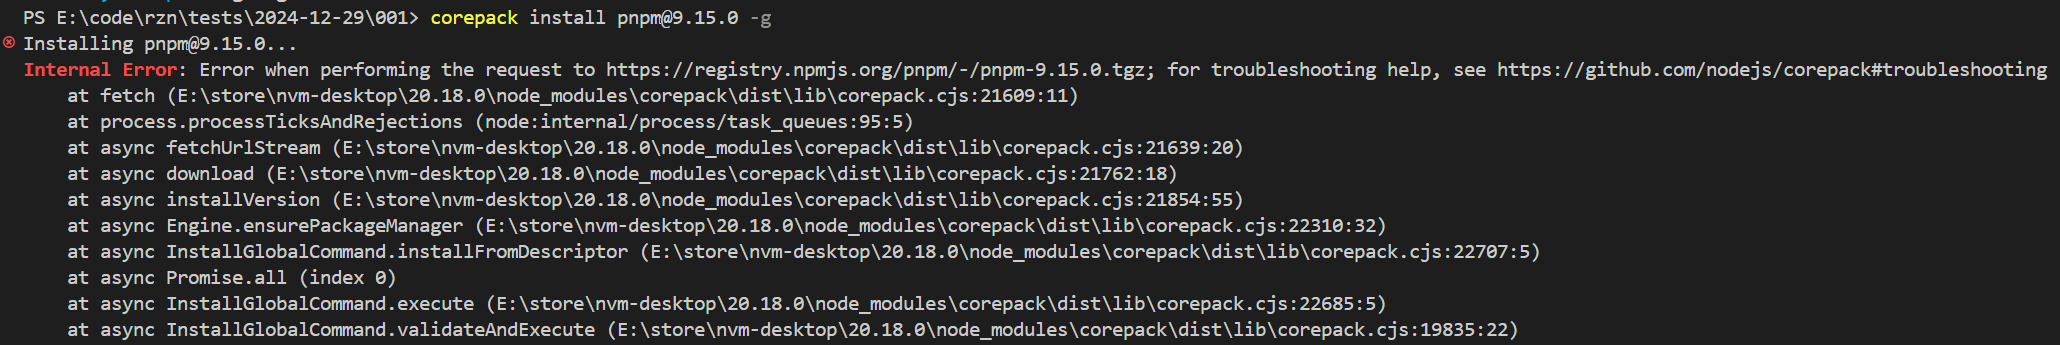 PS E:\code\rzn\tests\2024-12-29\001> corepack install pnpm@9.15.0 -g
Installing pnpm@9.15.0...
Internal Error: Error when performing the request to https://registry.npmjs.org/pnpm/-/pnpm-9.15.0.tgz; for troubleshooting help, see https://github.com/nodejs/corepack#troubleshooting
    at fetch (E:\store\nvm-desktop\20.18.0\node_modules\corepack\dist\lib\corepack.cjs:21609:11)
    at process.processTicksAndRejections (node:internal/process/task_queues:95:5)
    at async fetchUrlStream (E:\store\nvm-desktop\20.18.0\node_modules\corepack\dist\lib\corepack.cjs:21639:20)
    at async download (E:\store\nvm-desktop\20.18.0\node_modules\corepack\dist\lib\corepack.cjs:21762:18)
    at async installVersion (E:\store\nvm-desktop\20.18.0\node_modules\corepack\dist\lib\corepack.cjs:21854:55)
    at async Engine.ensurePackageManager (E:\store\nvm-desktop\20.18.0\node_modules\corepack\dist\lib\corepack.cjs:22310:32)
    at async InstallGlobalCommand.installFromDescriptor (E:\store\nvm-desktop\20.18.0\node_modules\corepack\dist\lib\corepack.cjs:22707:5)
    at async Promise.all (index 0)
    at async InstallGlobalCommand.execute (E:\store\nvm-desktop\20.18.0\node_modules\corepack\dist\lib\corepack.cjs:22685:5)
    at async InstallGlobalCommand.validateAndExecute (E:\store\nvm-desktop\20.18.0\node_modules\corepack\dist\lib\corepack.cjs:19835:22)